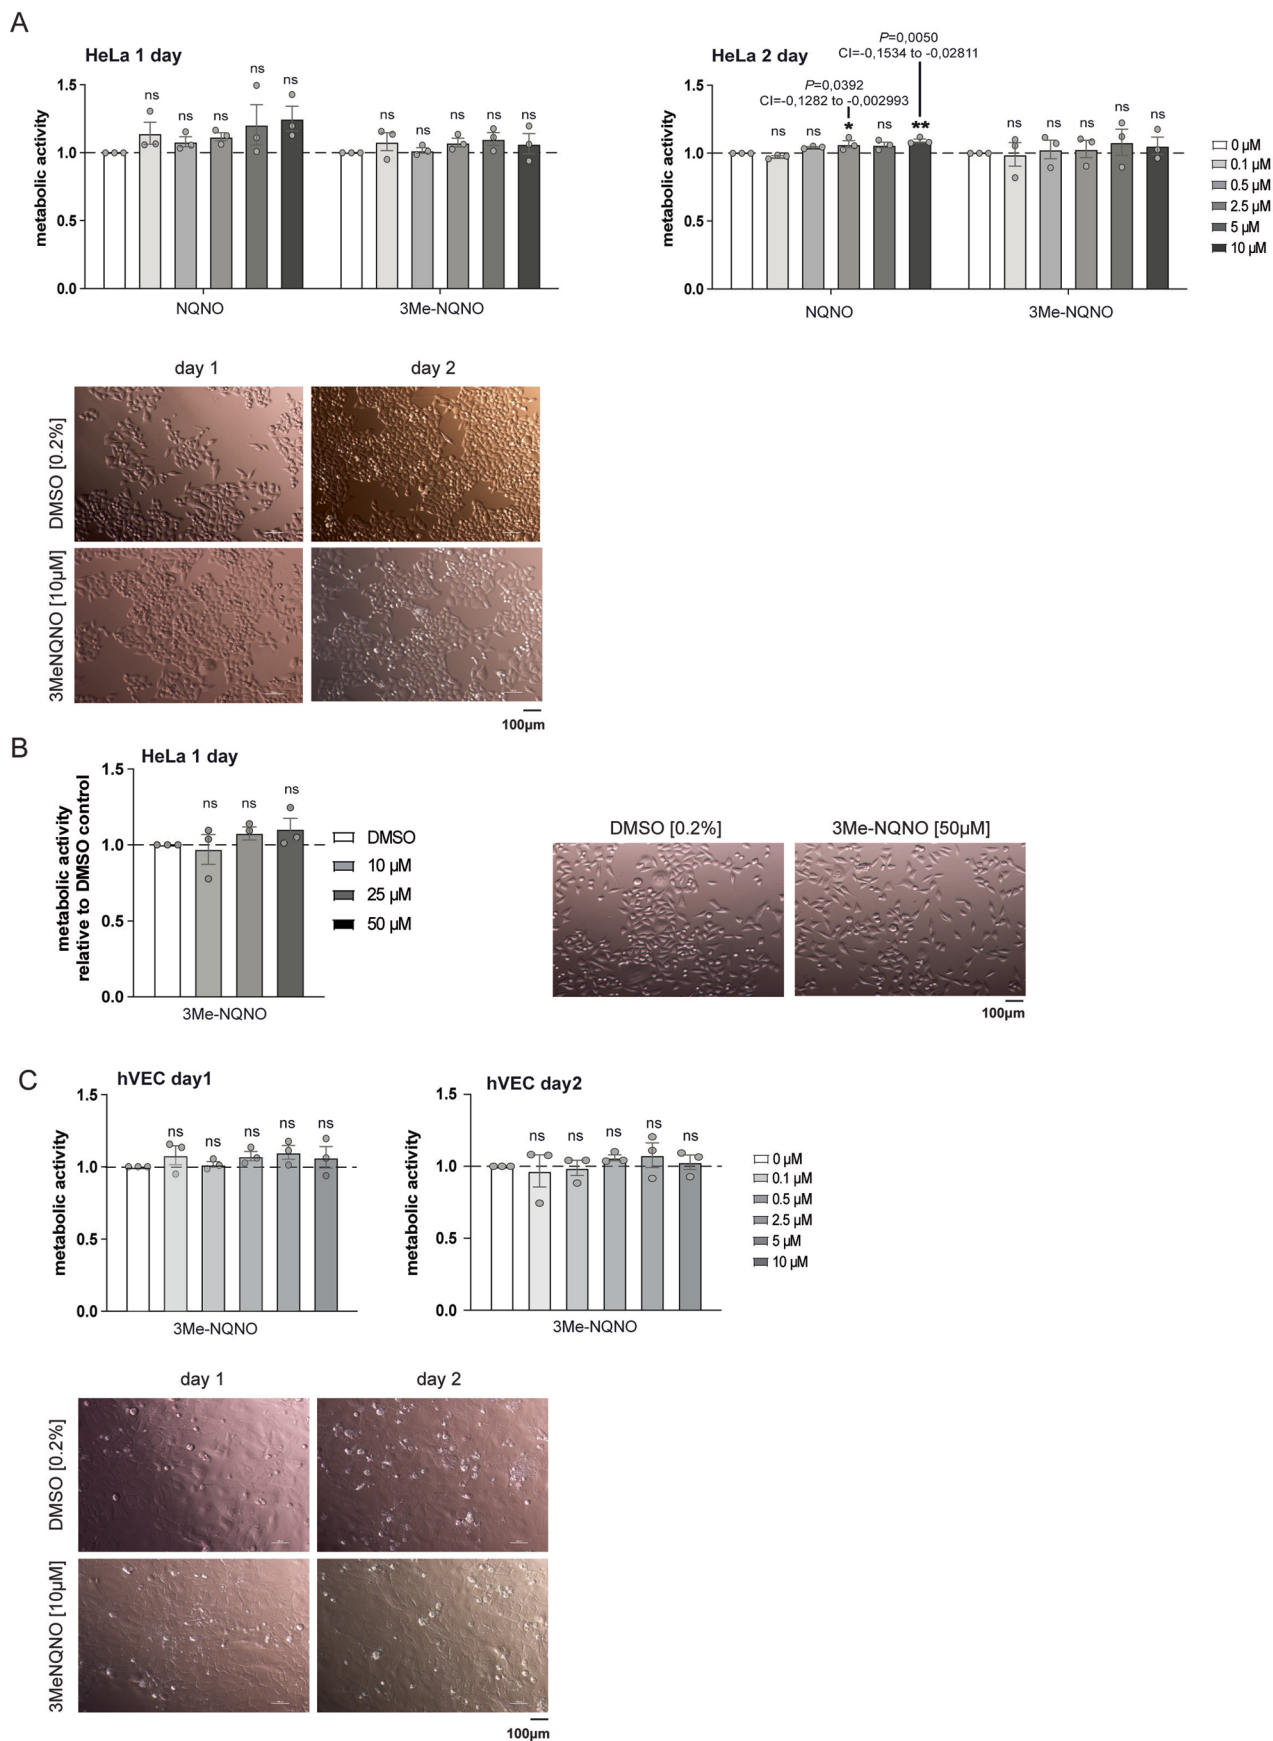 A
HeLa 1 day
metabolic activity
1.5
1.0
0.5
0.0
ns
ns
ns
ns
ns
ns
ns
ns
ns
ns
NQNO
3Me-NQNO
HeLa 2 day
P=0,0050
CI=-0,1534 to -0,02811
P=0,0392
CI=-0,1282 to -0,002993
metabolic activity
1.5
1.0
0.5
0.0
ns
ns
*
ns
**
ns
ns
ns
ns
ns
NQNO
3Me-NQNO
0 µM
0.1 µM
0.5 µM
2.5 µM
5 µM
10 µM
day 1
day 2
DMSO [0.2%]
3MeNQNO [10µM]
100µm
B
HeLa 1 day
metabolic activity
relative to DMSO control
1.5
1.0
0.5
0.0
ns
ns
ns
3Me-NQNO
DMSO
10 µM
25 µM
50 µM
DMSO [0.2%]
3Me-NQNO [50µM]
100µm
C
hVEC day1
metabolic activity
1.5
1.0
0.5
0.0
ns
ns
ns
ns
ns
3Me-NQNO
hVEC day2
metabolic activity
1.5
1.0
0.5
0.0
ns
ns
ns
ns
ns
3Me-NQNO
0 µM
0.1 µM
0.5 µM
2.5 µM
5 µM
10 µM
day 1
day 2
DMSO [0.2%]
3MeNQNO [10µM]
100µm